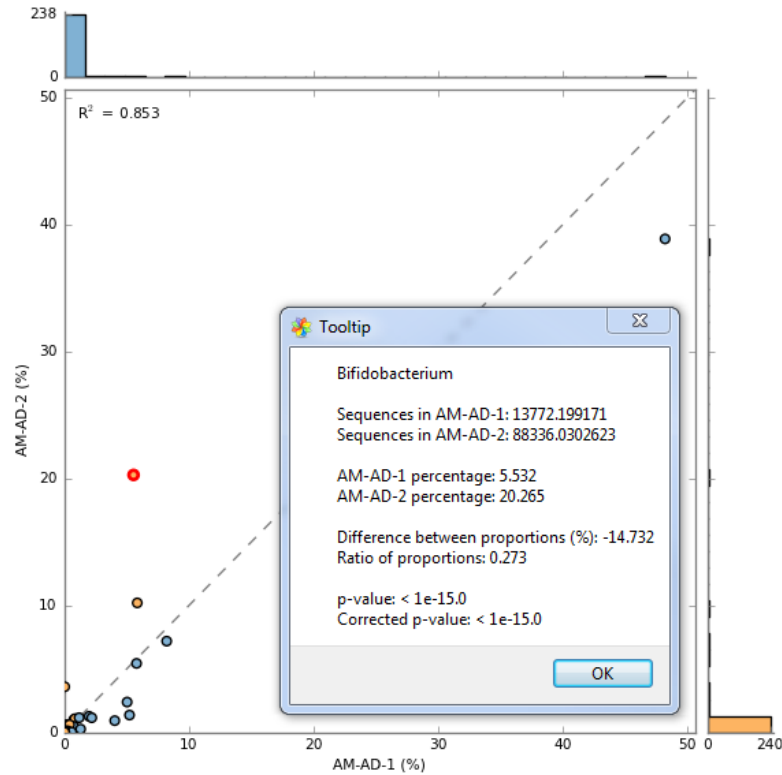 238
0
50
R² = 0.853
40
30
20
10
0
AM-AD-2 (%)
Tooltip
Bifidobacterium
Sequences in AM-AD-1: 13772.199171
Sequences in AM-AD-2: 88336.0302623
AM-AD-1 percentage: 5.532
AM-AD-2 percentage: 20.265
Difference between proportions (%): -14.732
Ratio of proportions: 0.273
p-value: < 1e-15.0
Corrected p-value: < 1e-15.0
OK
0 10 20 30 40 50
0 240
AM-AD-1 (%)